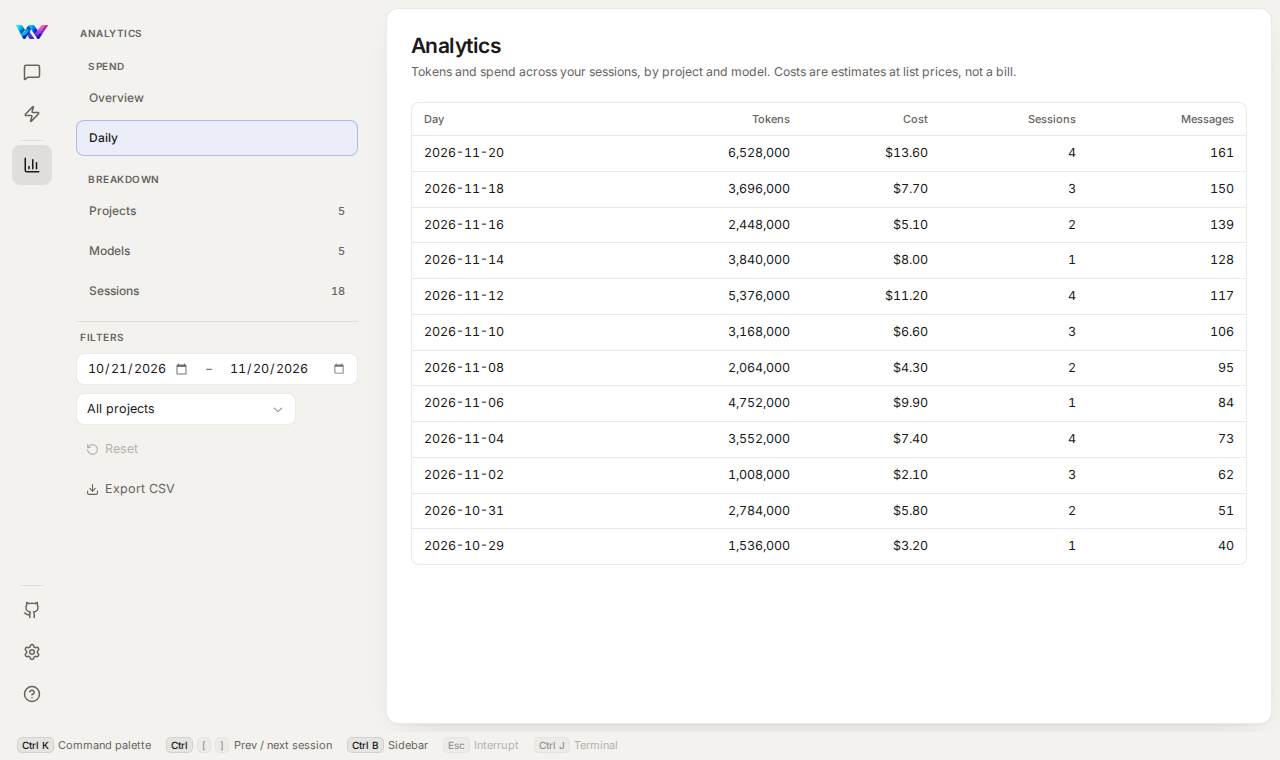 ANALYTICS
SPEND
Overview
Daily
BREAKDOWN
Projects 5
Models 5
Sessions 18
FILTERS
10/21/2026 – 11/20/2026
All projects
Reset
Export CSV
Analytics
Tokens and spend across your sessions, by project and model. Costs are estimates at list prices, not a bill.
Day Tokens Cost Sessions Messages
2026-11-20 6,528,000 $13.60 4 161
2026-11-18 3,696,000 $7.70 3 150
2026-11-16 2,448,000 $5.10 2 139
2026-11-14 3,840,000 $8.00 1 128
2026-11-12 5,376,000 $11.20 4 117
2026-11-10 3,168,000 $6.60 3 106
2026-11-08 2,064,000 $4.30 2 95
2026-11-06 4,752,000 $9.90 1 84
2026-11-04 3,552,000 $7.40 4 73
2026-11-02 1,008,000 $2.10 3 62
2026-10-31 2,784,000 $5.80 2 51
2026-10-29 1,536,000 $3.20 1 40
Ctrl K Command palette Ctrl [ ] Prev / next session Ctrl B Sidebar Esc Interrupt Ctrl J Terminal